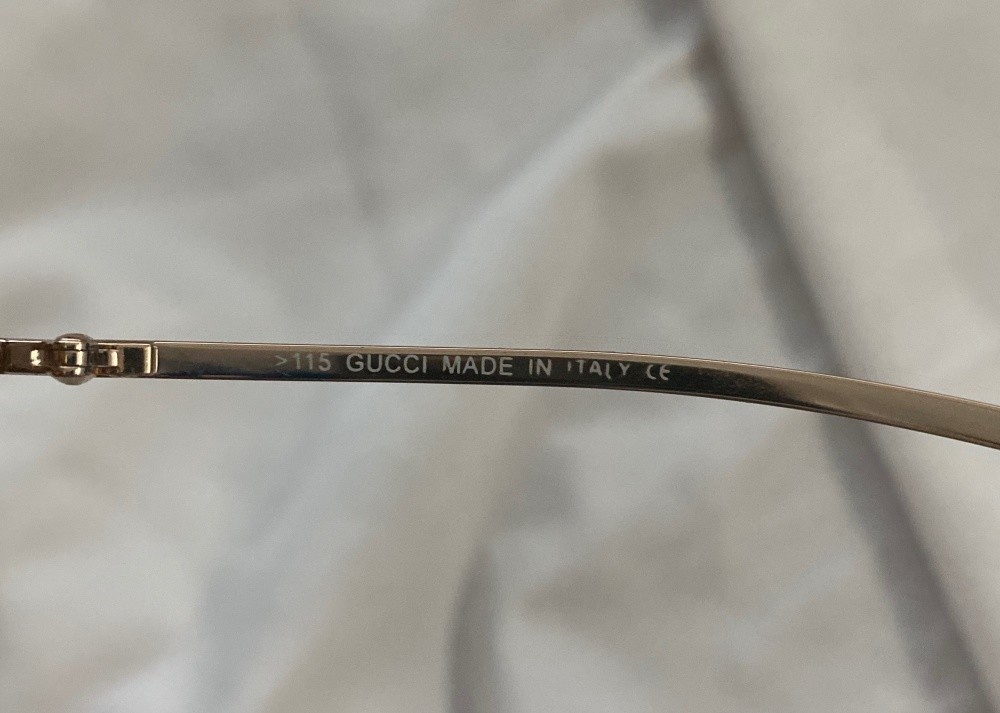 >115 GUCCI MADE IN ITALY CE